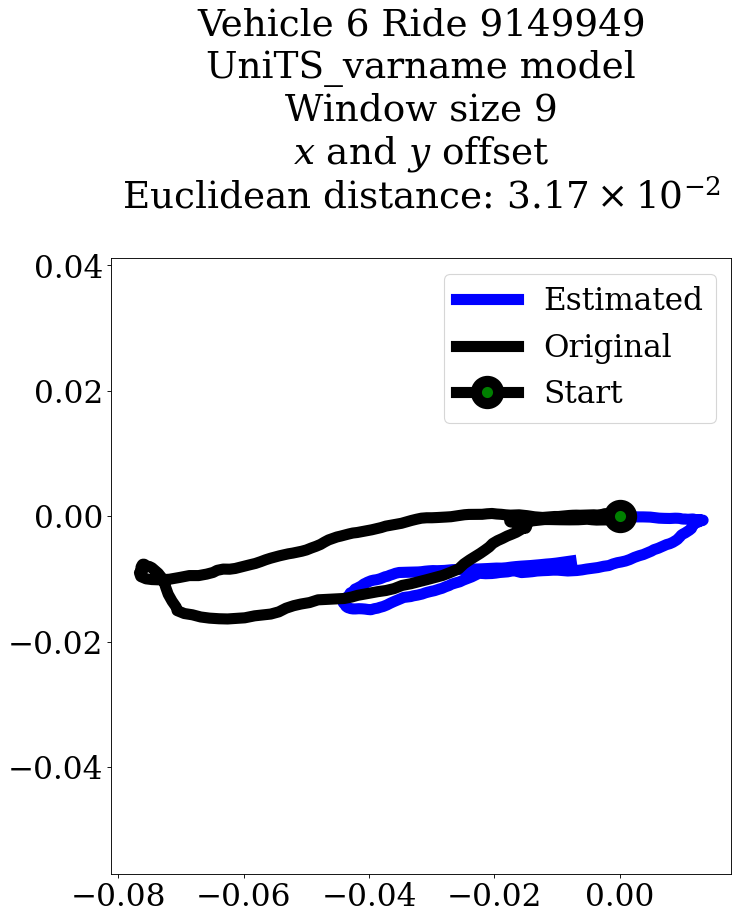 Vehicle 6 Ride 9149949
UniTS_varname model
Window size 9
x and y offset
Euclidean distance: 3.17 × 10⁻²
0.04
0.02
0.00
−0.02
−0.04
Estimated
Original
Start
−0.08
−0.06
−0.04
−0.02
0.00